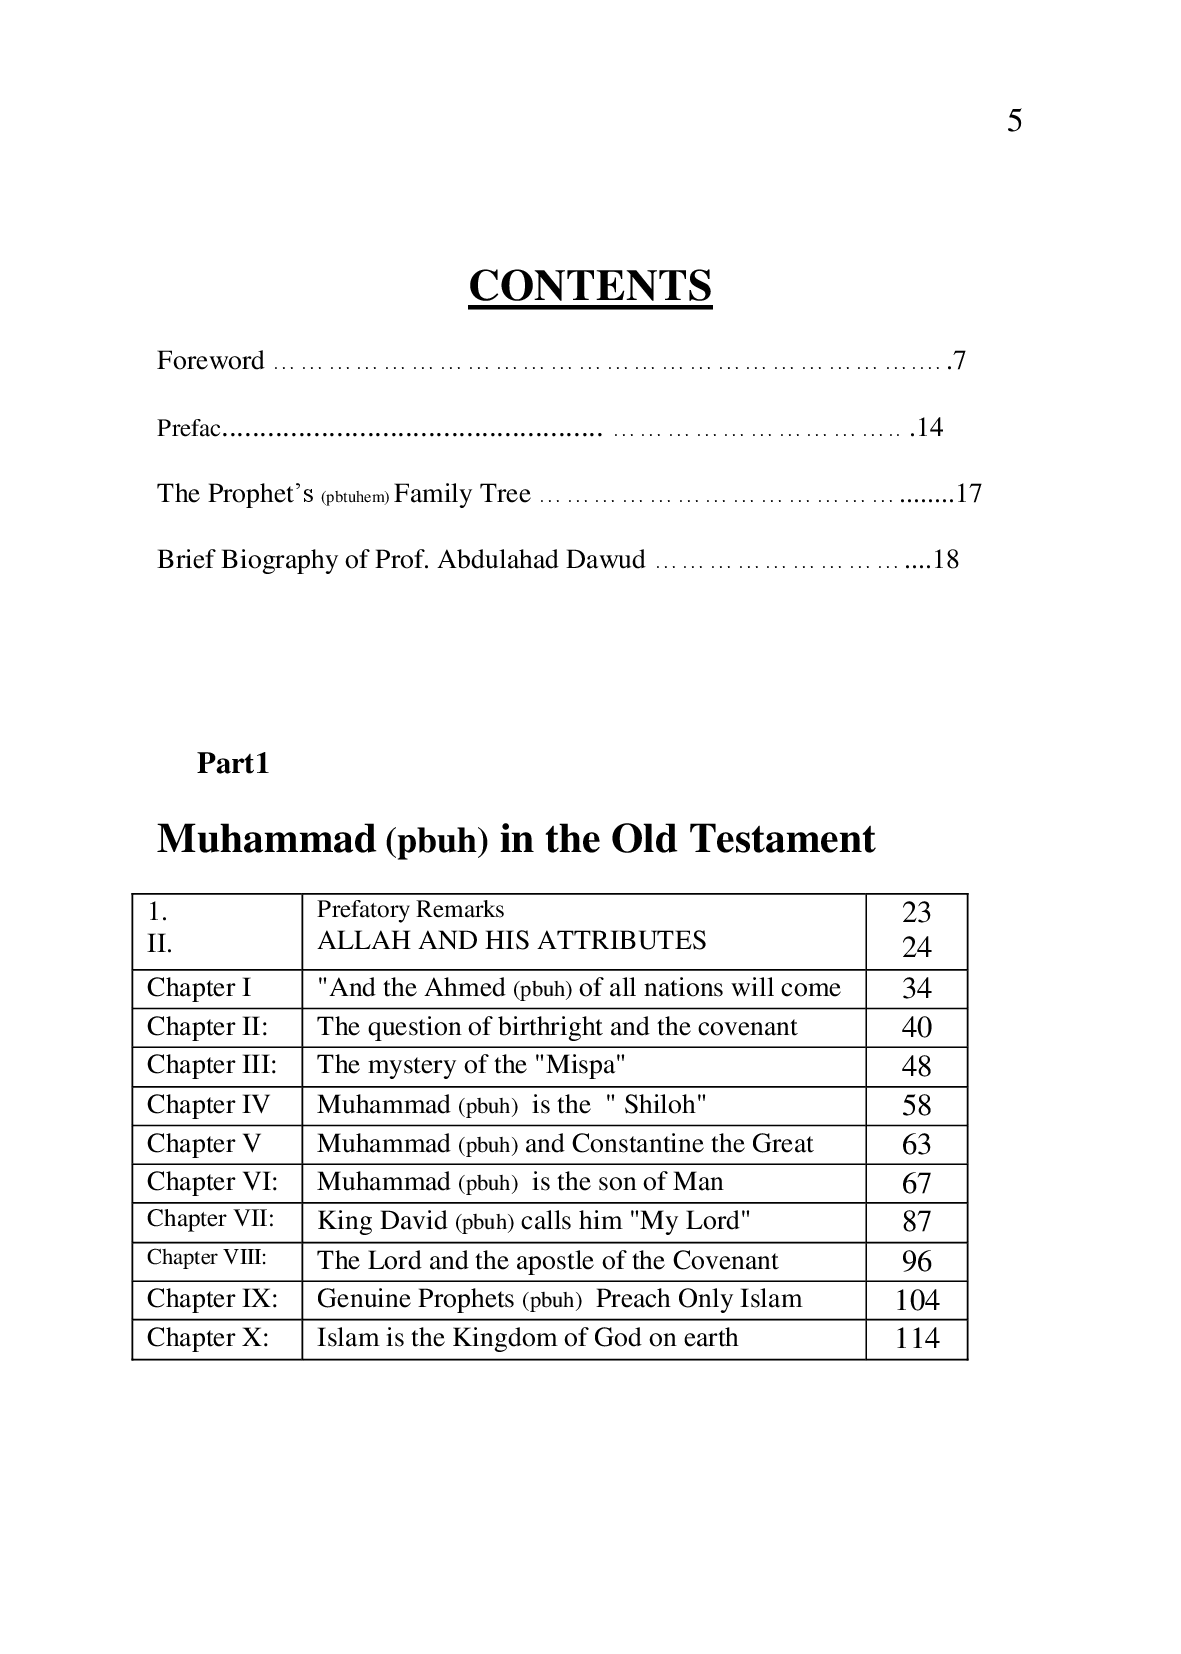 5
CONTENTS
Foreword ………………………………………………………………….... .7
Prefac.................................................. ………………………….. .14
The Prophet’s (pbtuhem) Family Tree ………………………………… ........17
Brief Biography of Prof. Abdulahad Dawud ……………………… ....18
Part1
Muhammad (pbuh) in the Old Testament
1. Prefatory Remarks 23
II. ALLAH AND HIS ATTRIBUTES 24
Chapter I "And the Ahmed (pbuh) of all nations will come 34
Chapter II: The question of birthright and the covenant 40
Chapter III: The mystery of the "Mispa" 48
Chapter IV Muhammad (pbuh) is the " Shiloh" 58
Chapter V Muhammad (pbuh) and Constantine the Great 63
Chapter VI: Muhammad (pbuh) is the son of Man 67
Chapter VII: King David (pbuh) calls him "My Lord" 87
Chapter VIII: The Lord and the apostle of the Covenant 96
Chapter IX: Genuine Prophets (pbuh) Preach Only Islam 104
Chapter X: Islam is the Kingdom of God on earth 114